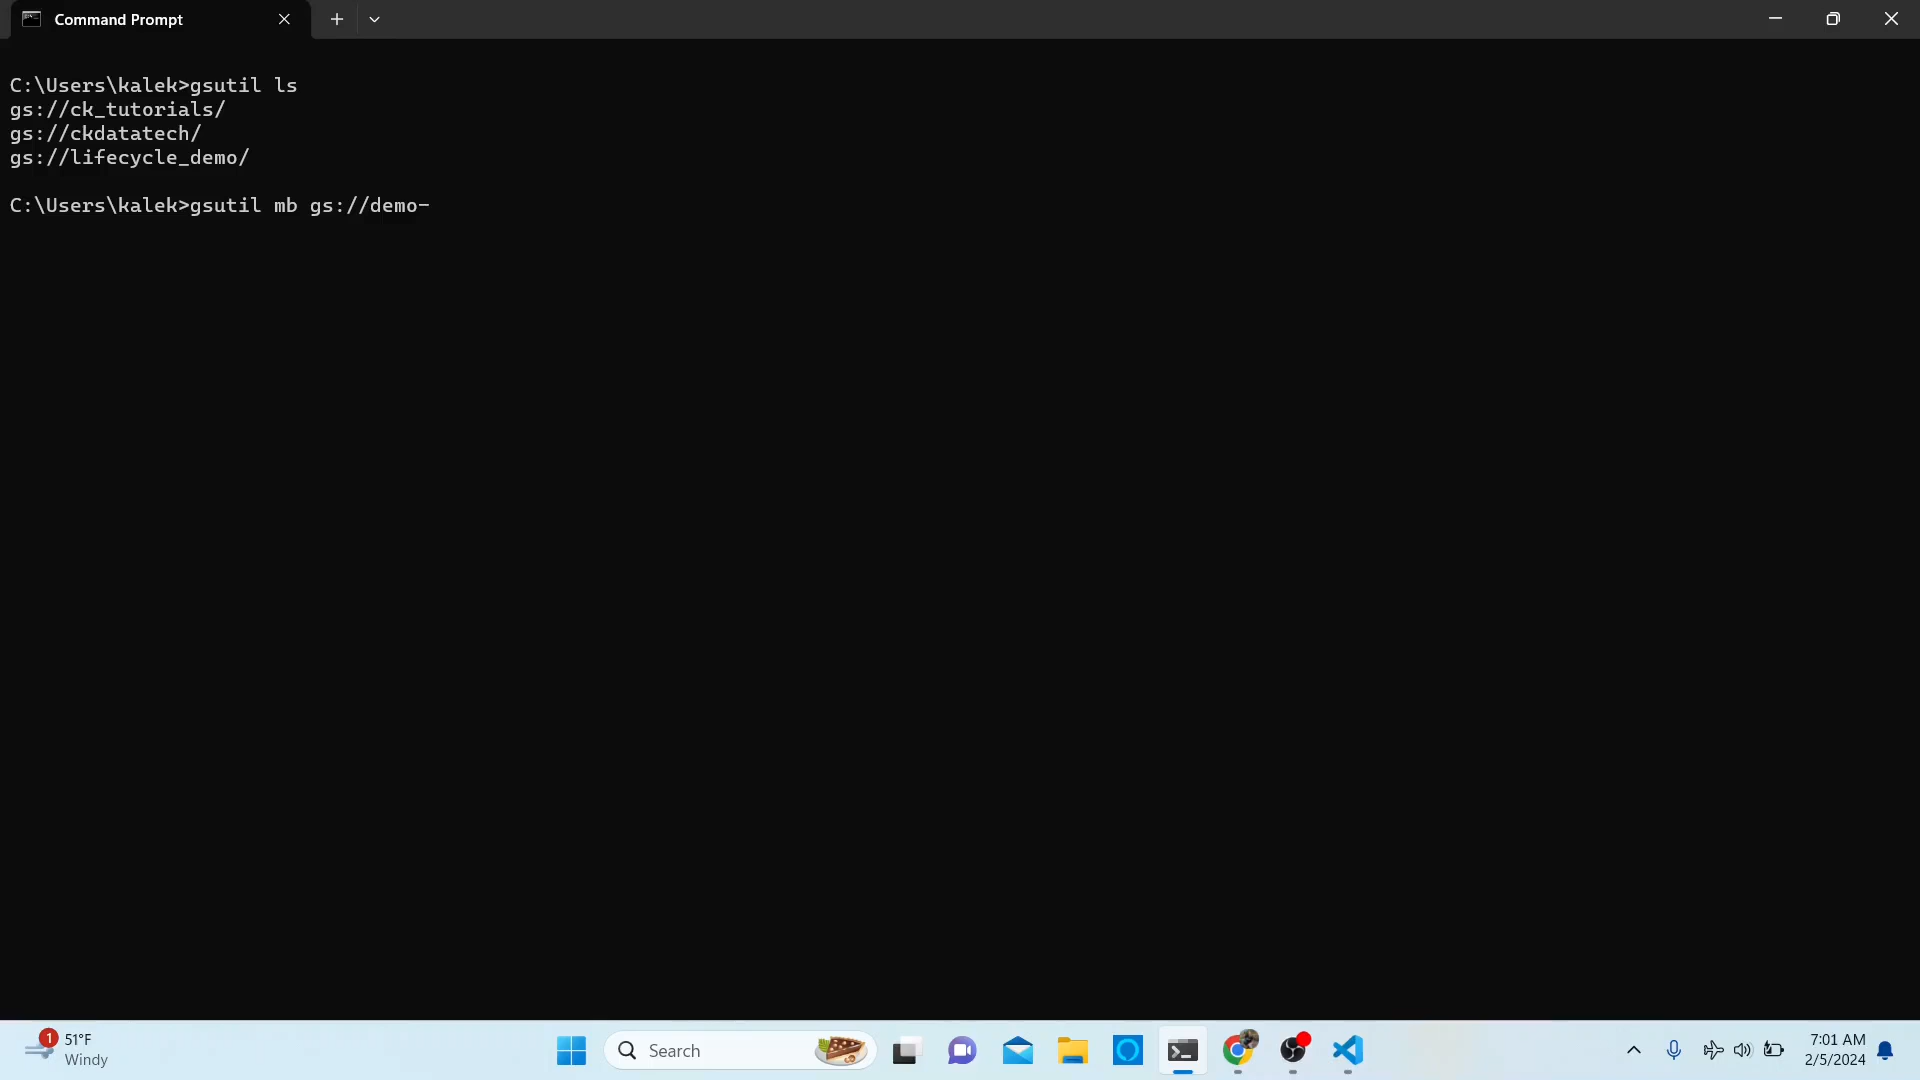 Command Prompt
C:\Users\kalek>gsutil ls
gs://ck_tutorials/
gs://ckdatatech/
gs://lifecycle_demo/
C:\Users\kalek>gsutil mb gs://demo-
1
51°F
Windy
Search
7:01 AM
2/5/2024